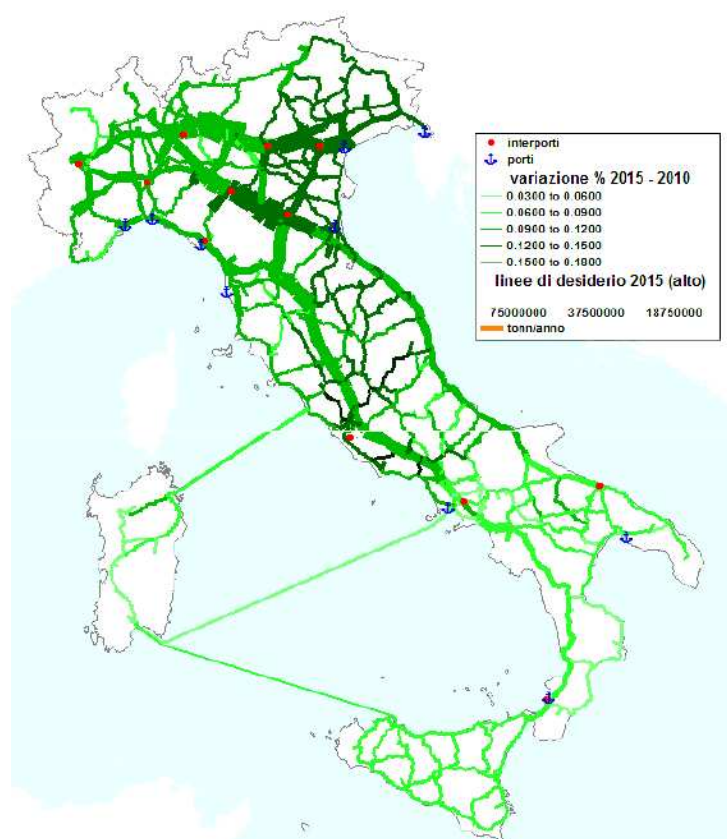 interporti
porti
variazione % 2015 - 2010
0.0300 to 0.0600
0.0600 to 0.0900
0.0900 to 0.1200
0.1200 to 0.1500
0.1500 to 0.1800
linee di desiderio 2015 (alto)
75000000 37500000 18750000
tonn/anno